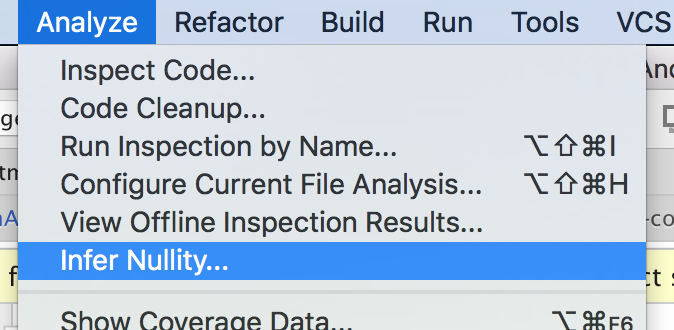 Analyze Refactor Build Run Tools VCS
Inspect Code...
Code Cleanup...
Run Inspection by Name... ⌥⇧⌘I
Configure Current File Analysis... ⌥⇧⌘H
View Offline Inspection Results...
Infer Nullity...
Show Coverage Data... ⌥⌘F6